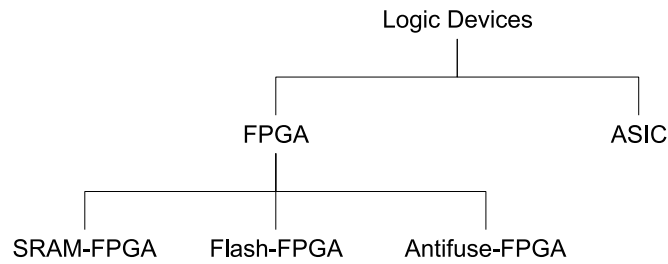 Logic Devices
FPGA
ASIC
SRAM-FPGA
Flash-FPGA
Antifuse-FPGA